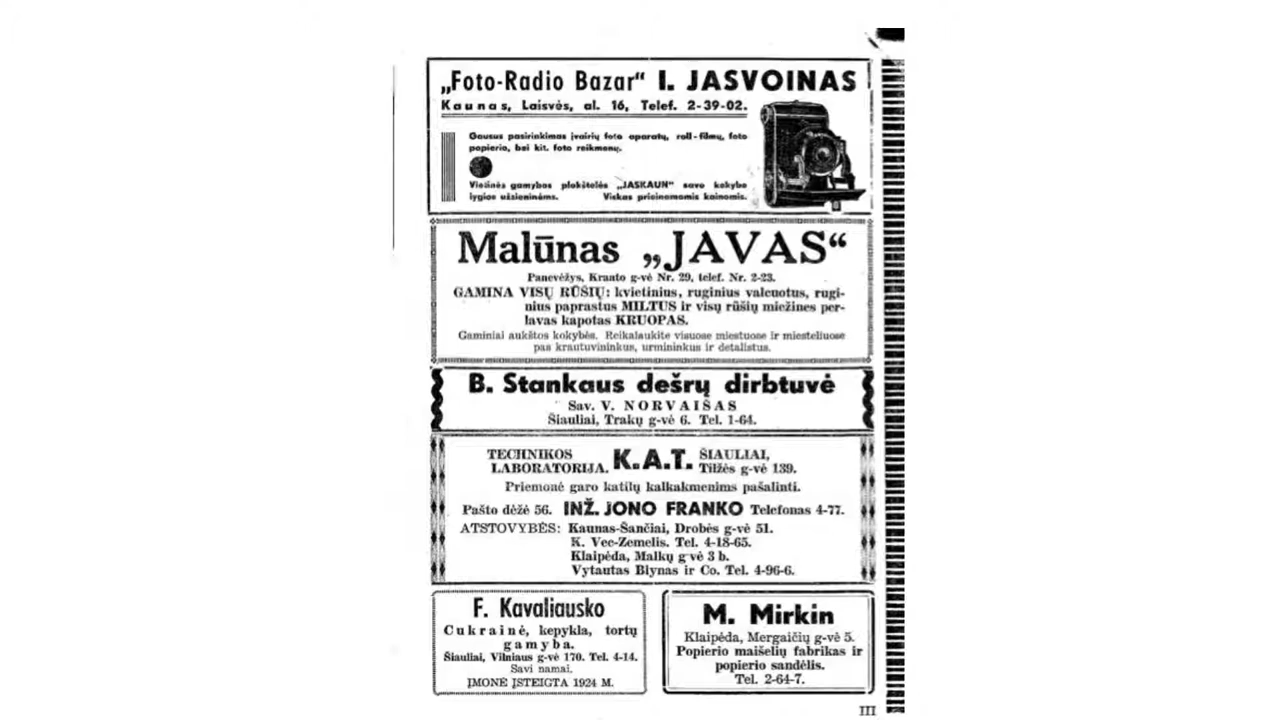 „Foto-Radio Bazar“ I. JASVOINAS
Kaunas, Laisvės, al. 16, Telef. 2-39-02.
Gausus pasirinkimas įvairių foto aparatų, roll-filmų, foto
popierio, bei kit. foto reikmenų.
Vietinės gamybos plokštelės „JASKAUN“ savo kokybe
lygios užsieninėms. Viskas prieinamomis kainomis.
Malūnas „JAVAS“
Panevėžys, Kranto g-vė Nr. 29, telef. Nr. 2-23.
GAMINA VISŲ RŪŠIŲ: kvietinius, ruginius valcuotus, rugi-
nius paprastus MILTUS ir visų rūšių miežines per-
lavas kapotas KRUOPAS.
Gaminiai aukštos kokybės. Reikalaukite visuose miestuose ir miesteliuose
pas krautuvininkus, urmininkus ir detalistus.
B. Stankaus dešrų dirbtuvė
Sav. V. NORVAIŠAS
Šiauliai, Trakų g-vė 6. Tel. 1-64.
TECHNIKOS LABORATORIJA. K.A.T. ŠIAULIAI, Tilžės g-vė 139.
Priemonė garo katilų kalkakmenims pašalinti.
Pašto dėžė 56. INŽ. JONO FRANKO Telefonas 4-77.
ATSTOVYBĖS: Kaunas-Šančiai, Drobės g-vė 51.
K. Vec-Zemelis. Tel. 4-18-65.
Klaipėda, Malkų g-vė 3 b.
Vytautas Blynas ir Co. Tel. 4-96-6.
F. Kavaliausko
Cukrainė, kepykla, tortų
gamyba.
Šiauliai, Vilniaus g-vė 170. Tel. 4-14.
Savi namai.
ĮMONĖ ĮSTEIGTA 1924 M.
M. Mirkin
Klaipėda, Mergaičių g-vė 5.
Popierio maišelių fabrikas ir
popierio sandėlis.
Tel. 2-64-7.
III